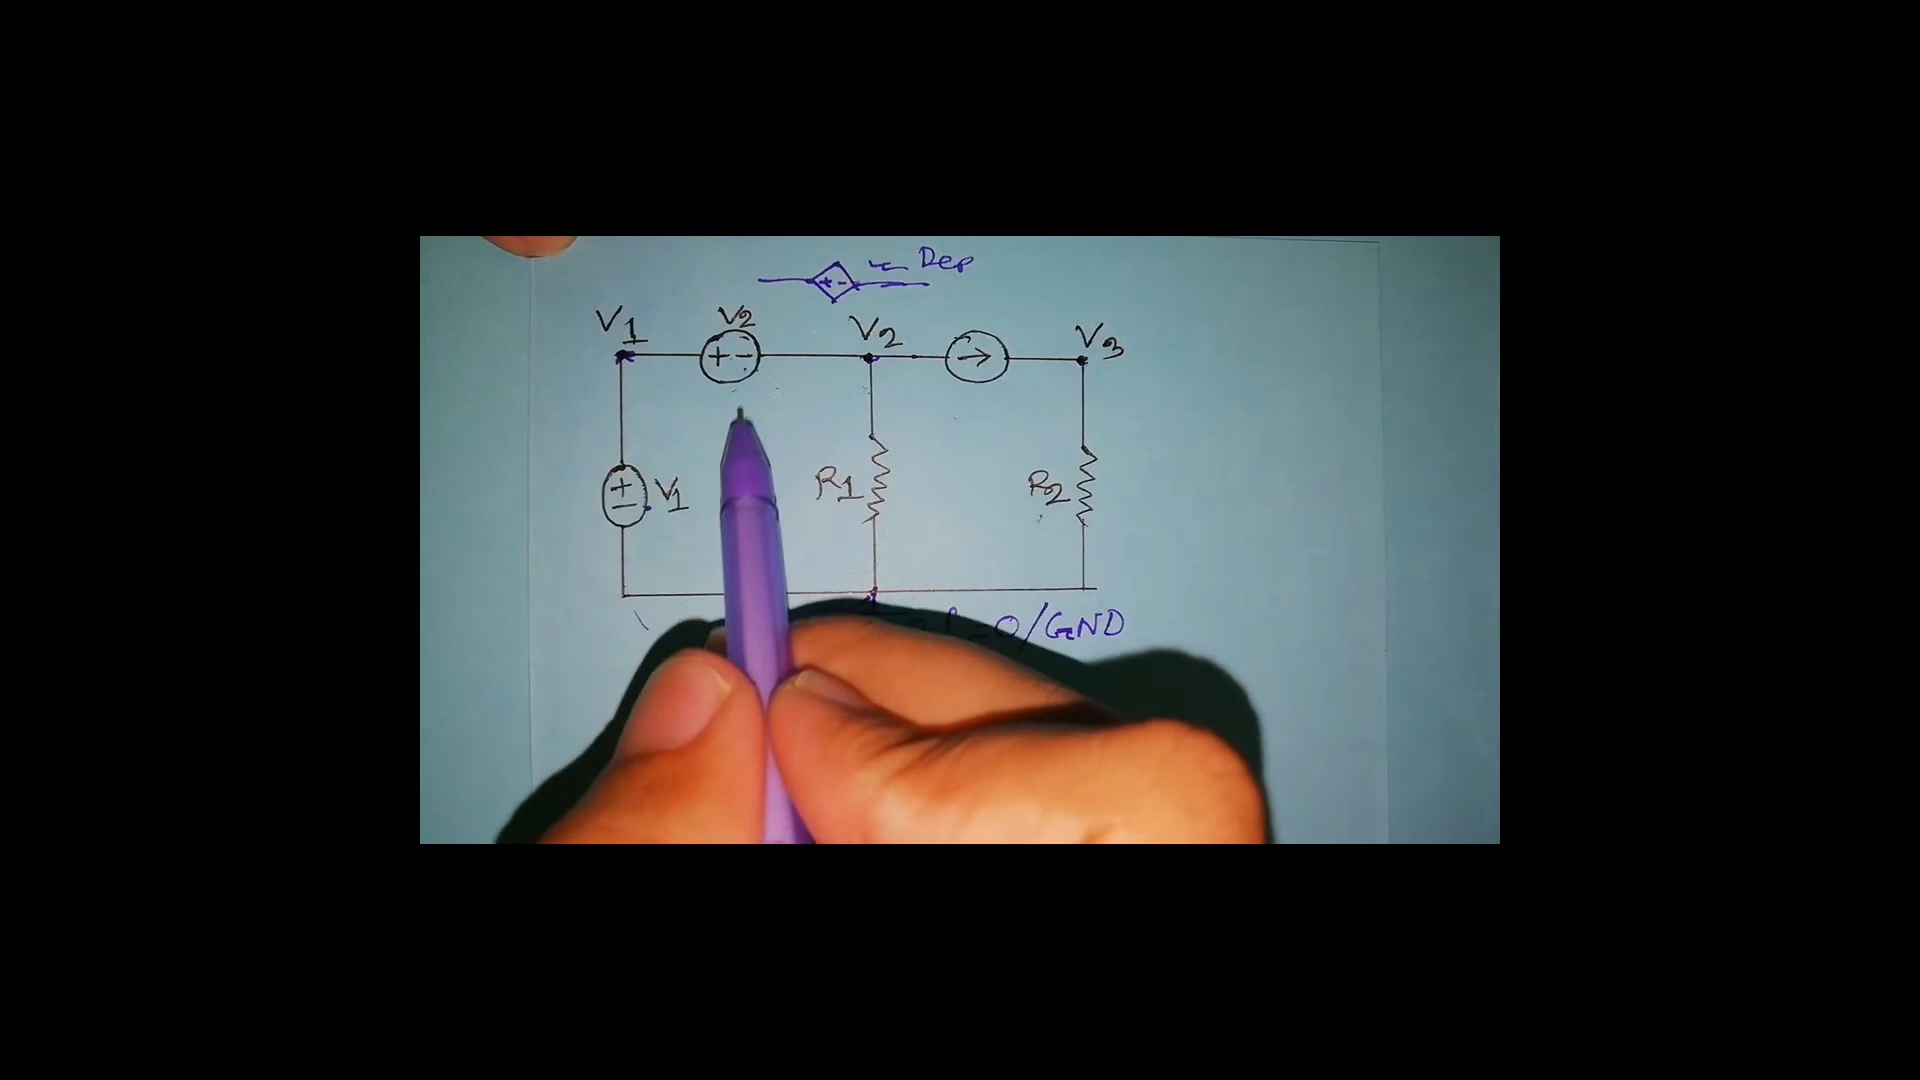 Dep
+ -
V1 V2 V2 V3
+ -
+
- V1 R1 R2
=0/GND